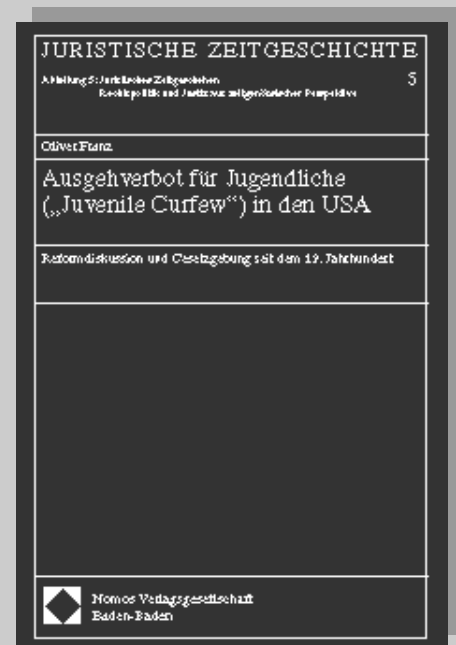 JURISTISCHE ZEITGESCHICHTE
Abteilung 5: Juristisches Zeitgeschehen 5
Rechtspolitik und Justiz aus zeitgenössischer Perspektive
Oliver Franz
Ausgehverbot für Jugendliche
(„Juvenile Curfew“) in den USA
Reformdiskussion und Gesetzgebung seit dem 19. Jahrhundert
Nomos Verlagsgesellschaft
Baden-Baden